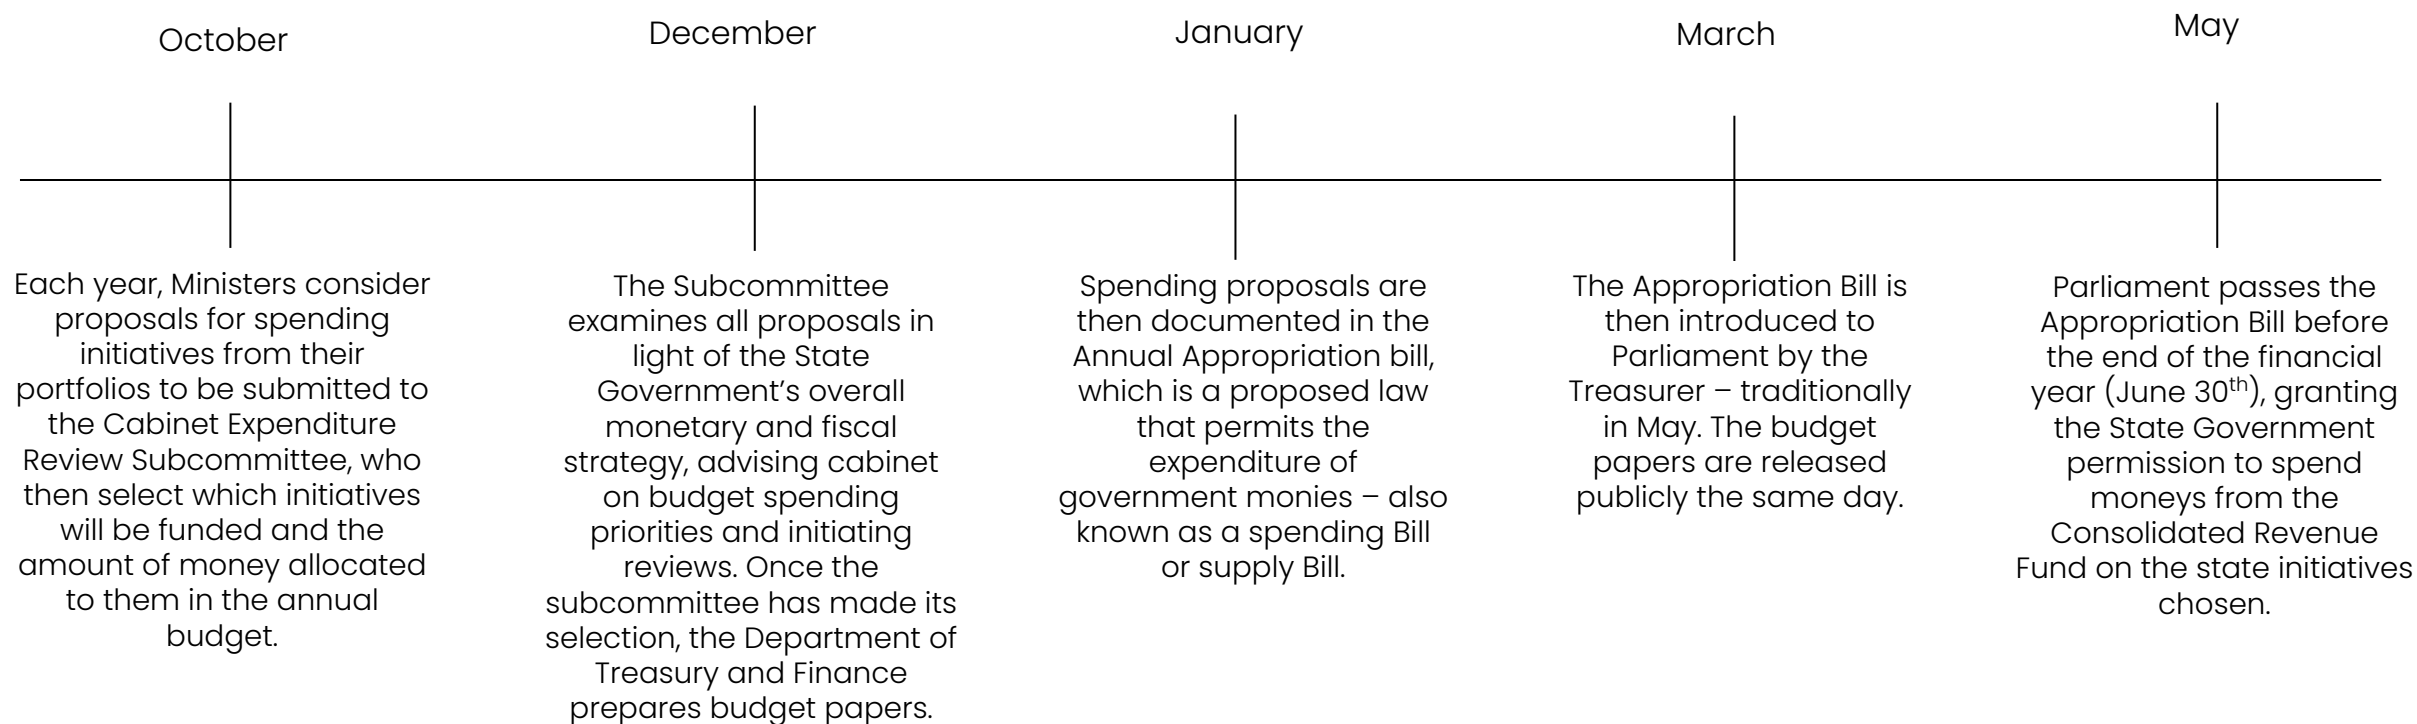 October
Each year, Ministers consider
proposals for spending
initiatives from their
portfolios to be submitted to
the Cabinet Expenditure
Review Subcommittee, who
then select which initiatives
will be funded and the
amount of money allocated
to them in the annual
budget.
December
The Subcommittee
examines all proposals in
light of the State
Government’s overall
monetary and fiscal
strategy, advising cabinet
on budget spending
priorities and initiating
reviews. Once the
subcommittee has made its
selection, the Department of
Treasury and Finance
prepares budget papers.
January
Spending proposals are
then documented in the
Annual Appropriation bill,
which is a proposed law
that permits the
expenditure of
government monies – also
known as a spending Bill
or supply Bill.
March
The Appropriation Bill is
then introduced to
Parliament by the
Treasurer – traditionally
in May. The budget
papers are released
publicly the same day.
May
Parliament passes the
Appropriation Bill before
the end of the financial
year (June 30th), granting
the State Government
permission to spend
moneys from the
Consolidated Revenue
Fund on the state initiatives
chosen.